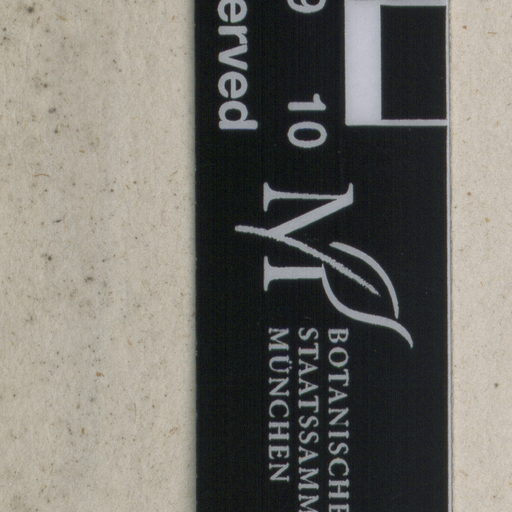 erved
9
10
M
BOTANISCHE
STAATSSAMM
MÜNCHEN